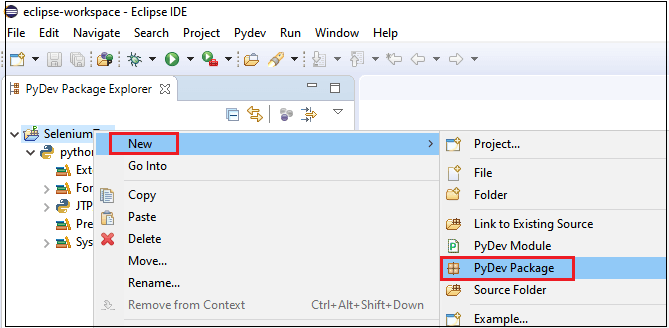 eclipse-workspace - Eclipse IDE
File Edit Navigate Search Project Pydev Run Window Help
PyDev Package Explorer
Selenium
New
Project...
python
Go Into
Ext
File
For
Copy
Folder
JTP
Paste
Link to Existing Source
Pre
Delete
PyDev Module
Sys
Move...
PyDev Package
Rename...
Source Folder
Remove from Context Ctrl+Alt+Shift+Down
Example...